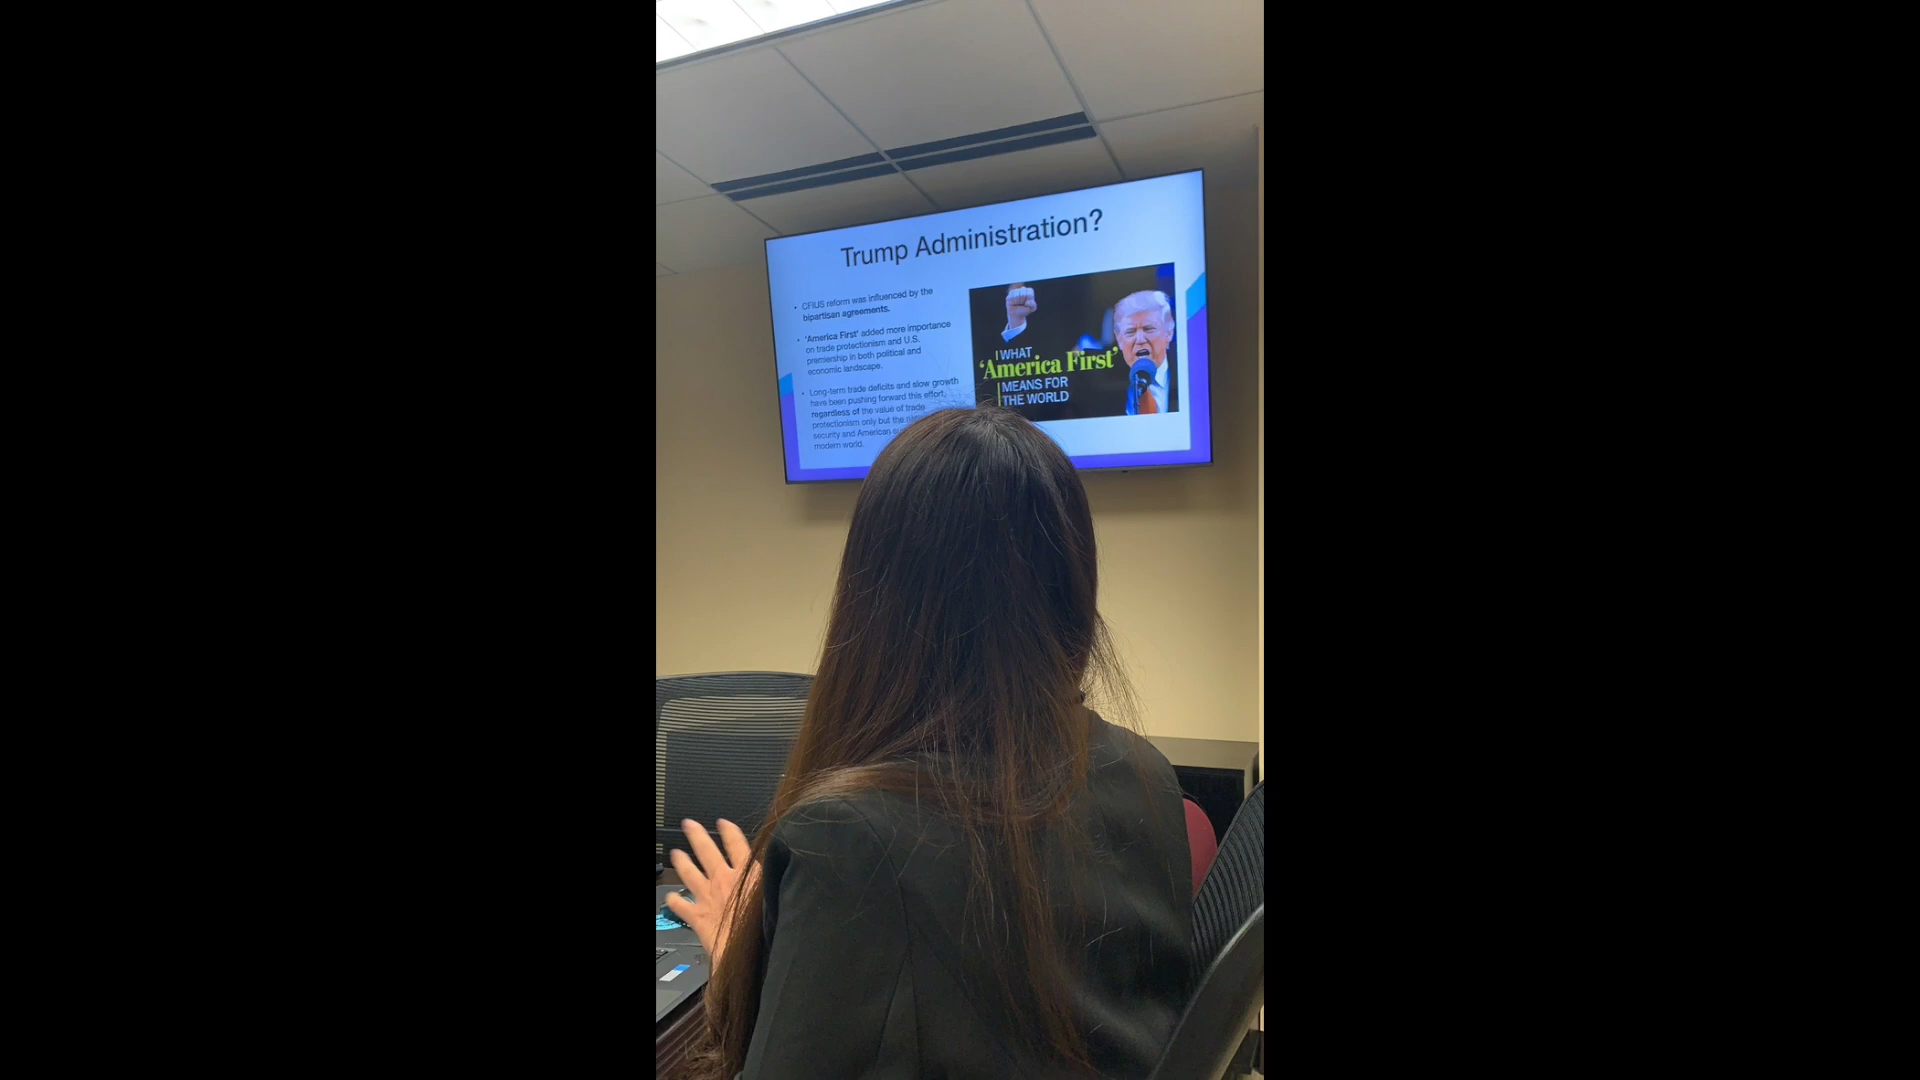 Trump Administration?
CFIUS reform was influenced by the
bipartisan agreements.
'America First' added more importance
on trade protectionism and U.S.
premiership in both political and
economic landscape.
Long-term trade deficits and slow growth
have been pushing forward this effort,
regardless of the value of trade
protectionism only but the
security and American
modern world.
WHAT
'America First'
MEANS FOR
THE WORLD